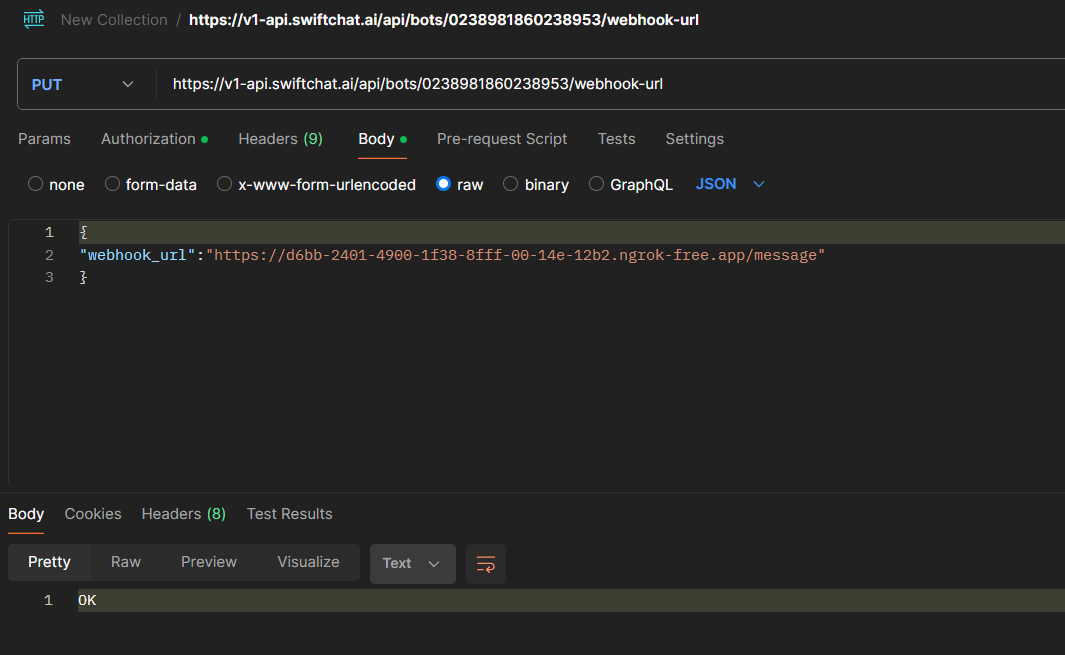 HTTP New Collection / https://v1-api.swiftchat.ai/api/bots/0238981860238953/webhook-url
PUT https://v1-api.swiftchat.ai/api/bots/0238981860238953/webhook-url
Params Authorization Headers (9) Body Pre-request Script Tests Settings
none form-data x-www-form-urlencoded raw binary GraphQL JSON
1 {
2 "webhook_url":"https://d6bb-2401-4900-1f38-8fff-00-14e-12b2.ngrok-free.app/message"
3 }
Body Cookies Headers (8) Test Results
Pretty Raw Preview Visualize Text
1 OK